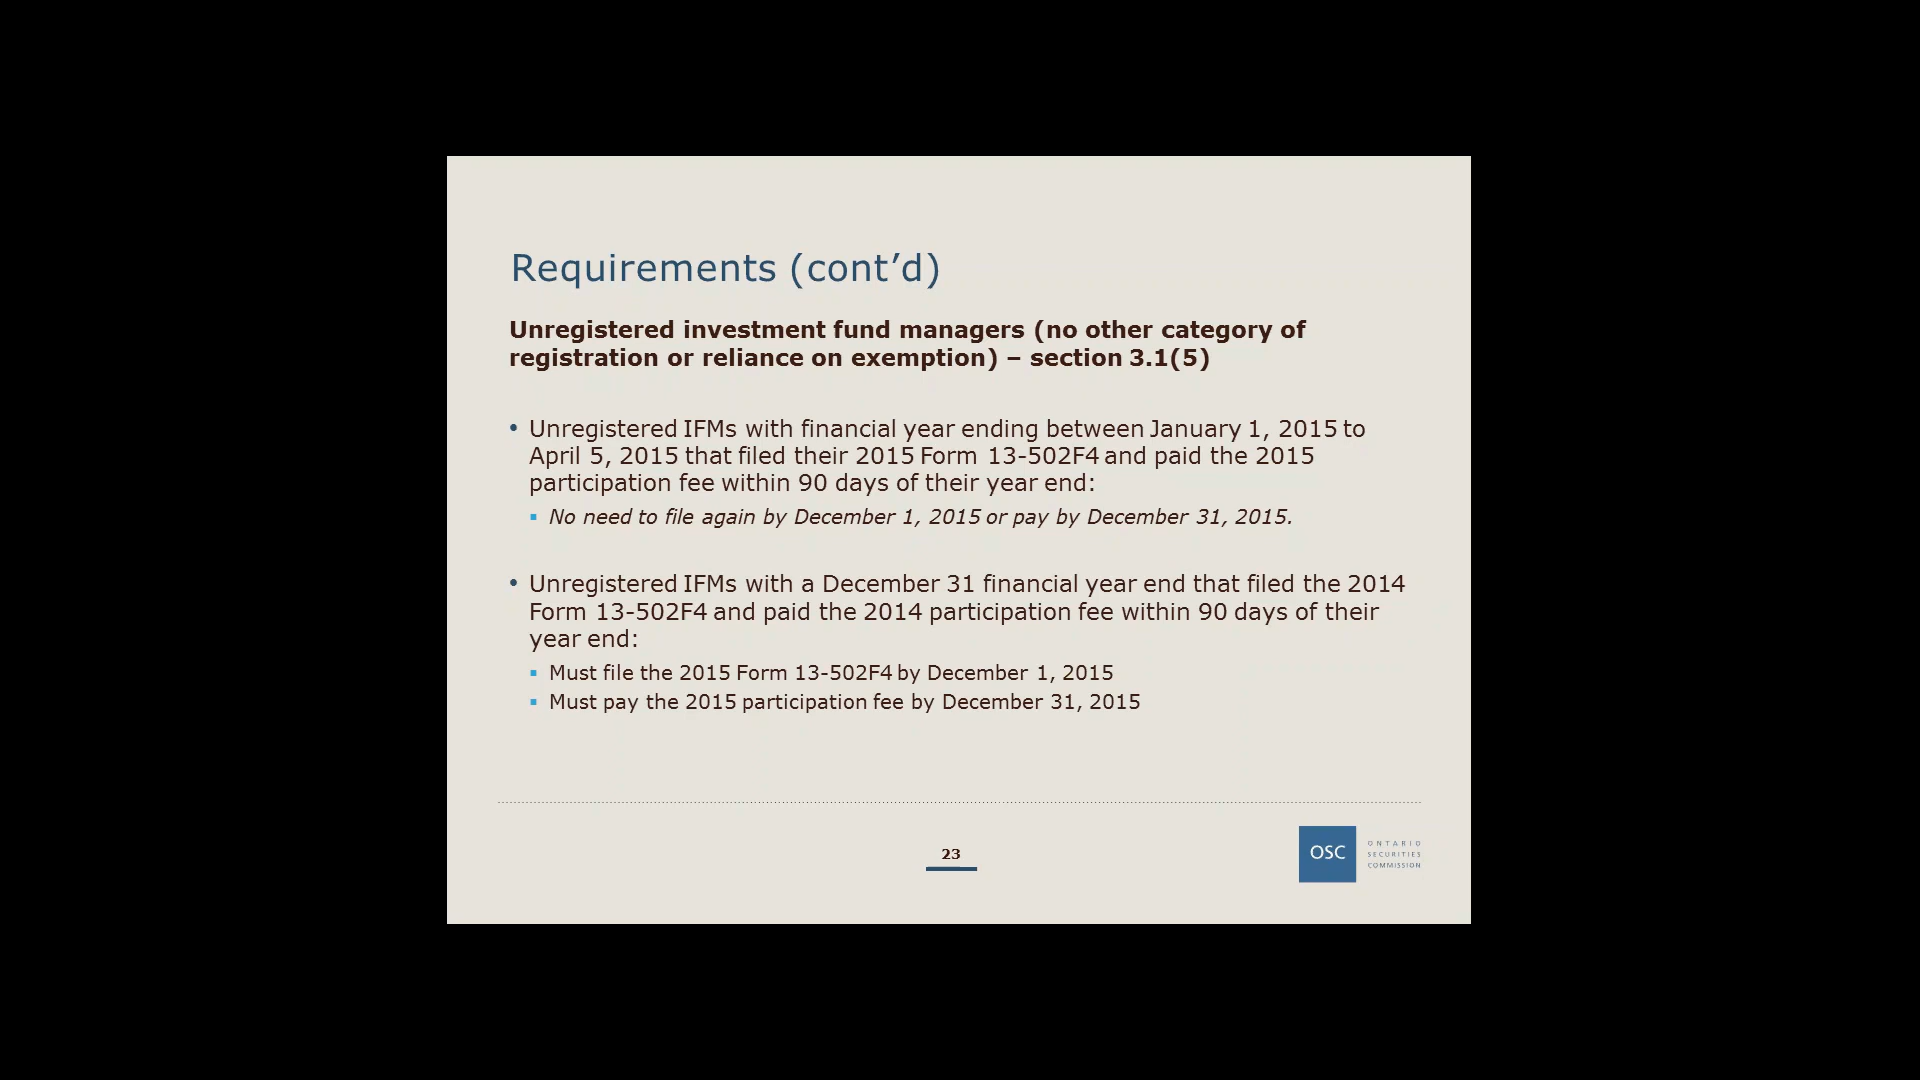 Requirements (cont’d)
Unregistered investment fund managers (no other category of
registration or reliance on exemption) – section 3.1(5)
• Unregistered IFMs with financial year ending between January 1, 2015 to
April 5, 2015 that filed their 2015 Form 13-502F4 and paid the 2015
participation fee within 90 days of their year end:
▪ No need to file again by December 1, 2015 or pay by December 31, 2015.
• Unregistered IFMs with a December 31 financial year end that filed the 2014
Form 13-502F4 and paid the 2014 participation fee within 90 days of their
year end:
▪ Must file the 2015 Form 13-502F4 by December 1, 2015
▪ Must pay the 2015 participation fee by December 31, 2015
23
OSC
ONTARIO
SECURITIES
COMMISSION